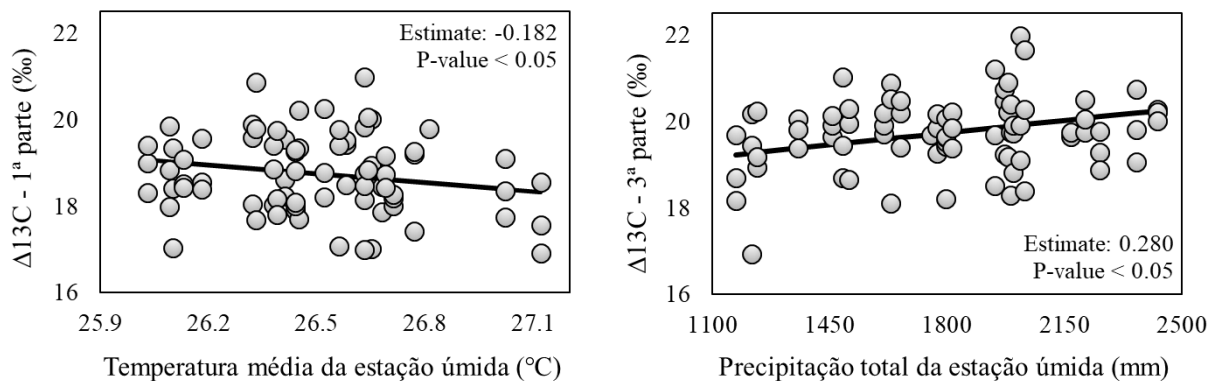 Δ13C - 1ª parte (‰)
22
20
18
16
Estimate: -0.182
P-value < 0.05
25.9 26.2 26.5 26.8 27.1
Temperatura média da estação úmida (°C)
Δ13C - 3ª parte (‰)
22
20
18
16
Estimate: 0.280
P-value < 0.05
1100 1450 1800 2150 2500
Precipitação total da estação úmida (mm)